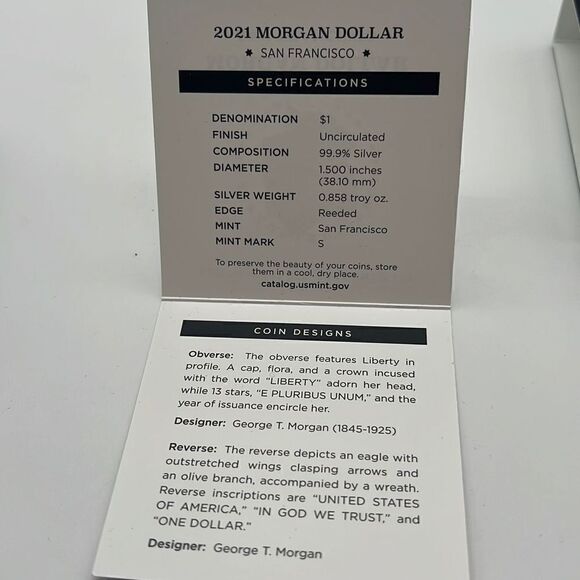 2021 MORGAN DOLLAR
★ SAN FRANCISCO ★
SPECIFICATIONS
DENOMINATION $1
FINISH Uncirculated
COMPOSITION 99.9% Silver
DIAMETER 1.500 inches
(38.10 mm)
SILVER WEIGHT 0.858 troy oz.
EDGE Reeded
MINT San Francisco
MINT MARK S
To preserve the beauty of your coins, store
them in a cool, dry place.
catalog.usmint.gov
COIN DESIGNS
Obverse: The obverse features Liberty in
profile. A cap, flora, and a crown incused
with the word "LIBERTY" adorn her head,
while 13 stars, "E PLURIBUS UNUM," and the
year of issuance encircle her.
Designer: George T. Morgan (1845-1925)
Reverse: The reverse depicts an eagle with
outstretched wings clasping arrows and
an olive branch, accompanied by a wreath.
Reverse inscriptions are "UNITED STATES
OF AMERICA," "IN GOD WE TRUST," and
"ONE DOLLAR."
Designer: George T. Morgan